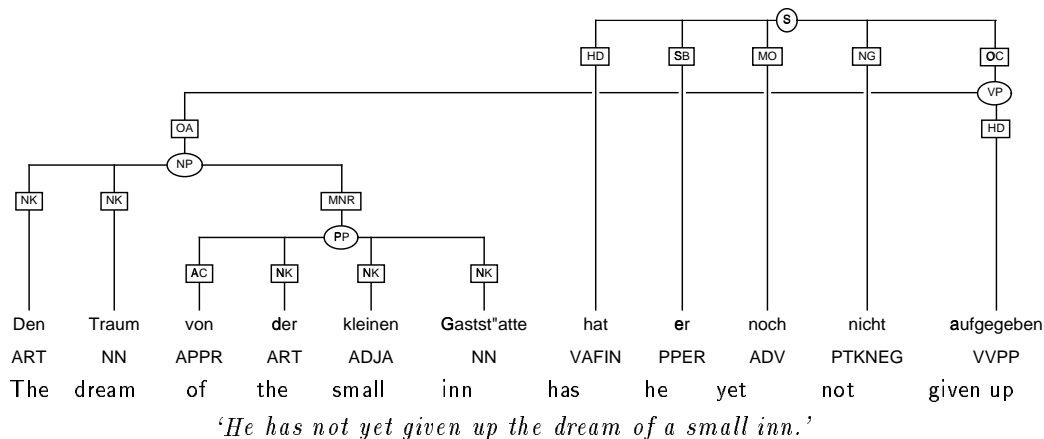 S
HD SB MO NG OC
VP
OA HD
NP
NK NK MNR
PP
AC NK NK NK
Den Traum von der kleinen Gastst"atte hat er noch nicht aufgegeben
ART NN APPR ART ADJA NN VAFIN PPER ADV PTKNEG VVPP
The dream of the small inn has he yet not given up
‘He has not yet given up the dream of a small inn.’